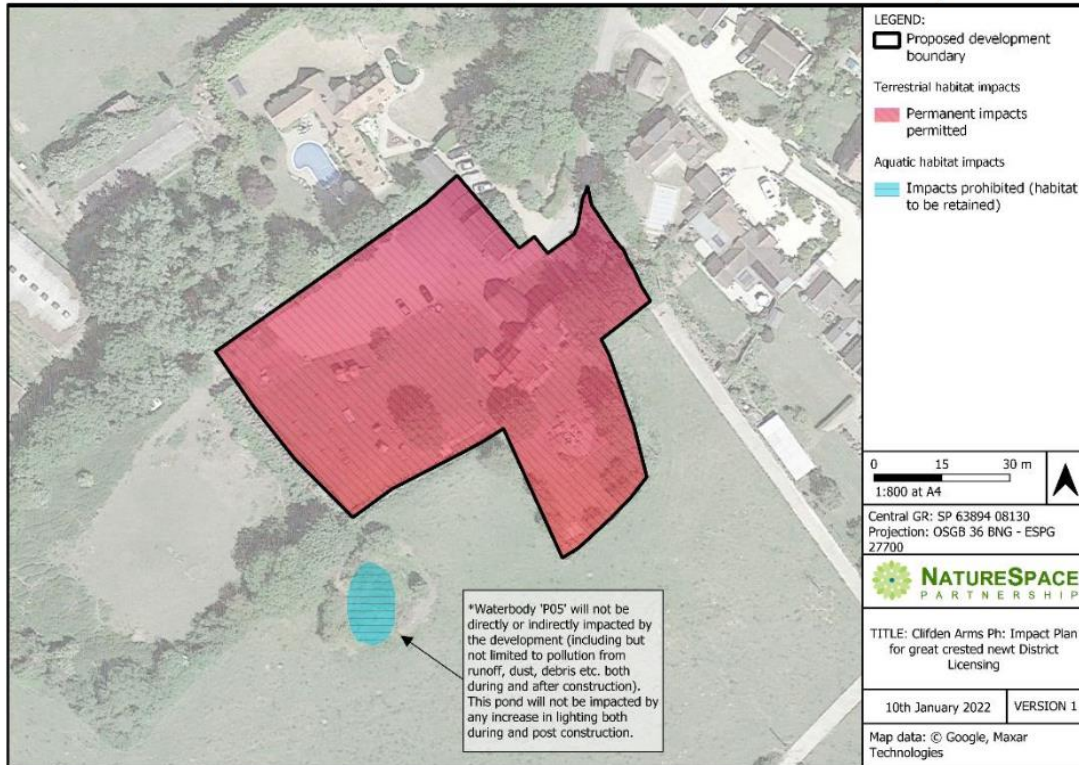 LEGEND:
Proposed development
boundary
Terrestrial habitat impacts
Permanent impacts
permitted
Aquatic habitat impacts
Impacts prohibited (habitat
to be retained)
0 15 30 m
1:800 at A4
Central GR: SP 63894 08130
Projection: OSGB 36 BNG - ESPG
27700
NATURESPACE
PARTNERSHIP
TITLE: Clifden Arms Ph: Impact Plan
for great crested newt District
Licensing
10th January 2022 VERSION 1
Map data: © Google, Maxar
Technologies
*Waterbody 'P05' will not be
directly or indirectly impacted by
the development (including but
not limited to pollution from
runoff, dust, debris etc. both
during and after construction).
This pond will not be impacted by
any increase in lighting both
during and post construction.